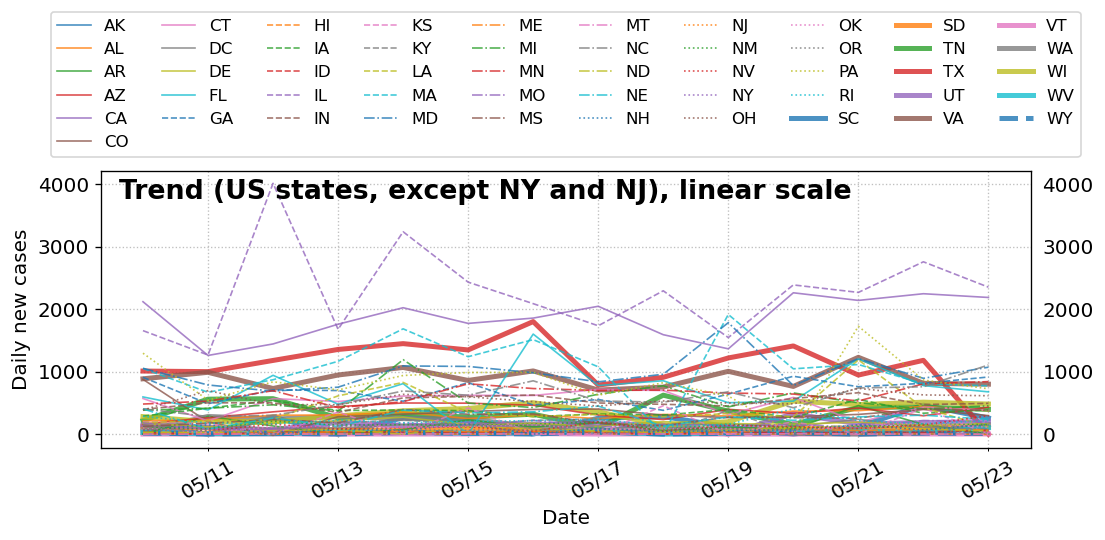 AK CT HI KS ME MT NJ OK SD VT
AL DC IA KY MI NC NM OR TN WA
AR DE ID LA MN ND NV PA TX WI
AZ FL IL MA MO NE NY RI UT WV
CA GA IN MD MS NH OH SC VA WY
CO
Trend (US states, except NY and NJ), linear scale
4000 4000
3000 3000
2000 2000
1000 1000
0 0
Daily new cases
05/11 05/13 05/15 05/17 05/19 05/21 05/23
Date